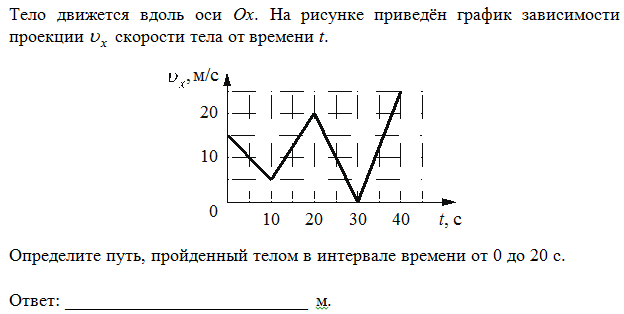 Тело движется вдоль оси Ox. На рисунке приведён график зависимости
проекции υₓ скорости тела от времени t.
υₓ, м/с
20
10
0
10 20 30 40 t, с
Определите путь, пройденный телом в интервале времени от 0 до 20 с.
Ответ: ____________________________ м.